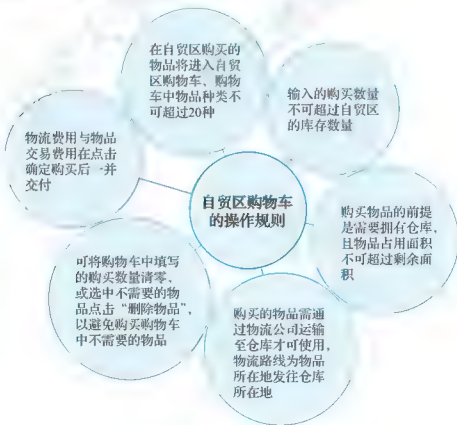 在自贸区购买的
物品将进入自贸
区购物车、购物
车中物品种类不
可超过20种
输入的购买数量
不可超过自贸区
的库存数量
物流费用与物品
交易费用在点击
确定购买后一并
交付
自贸区购物车
的操作规则
购买物品的前提
是需要拥有仓库，
且物品占用面积
不可超过剩余面
积
可将购物车中填写
的购买数量清零，
或选中不需要的物
品点击“删除物品”，
以避免购买购物车
中不需要的物品
购买的物品需通
过物流公司运输
至仓库才可使用，
物流路线为物品
所在地发往仓库
所在地